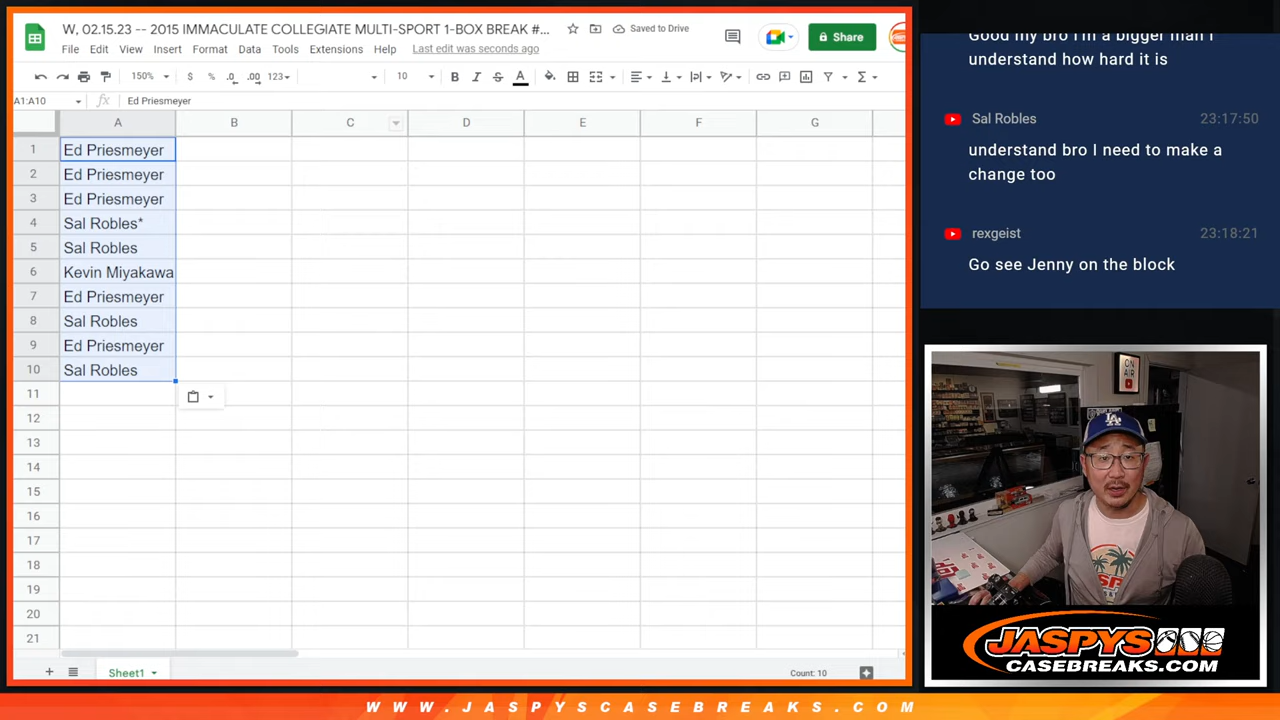 W, 02.15.23 -- 2015 IMMACULATE COLLEGIATE MULTI-SPORT 1-BOX BREAK #...
Saved to Drive
Share
File Edit View Insert Format Data Tools Extensions Help Last edit was seconds ago
150% $ % .0 .00 123 10 B I S A
A1:A10 fx Ed Priesmeyer
A B C D E F G
1 Ed Priesmeyer
2 Ed Priesmeyer
3 Ed Priesmeyer
4 Sal Robles*
5 Sal Robles
6 Kevin Miyakawa
7 Ed Priesmeyer
8 Sal Robles
9 Ed Priesmeyer
10 Sal Robles
11
12
13
14
15
16
17
18
19
20
21
Sheet1
Count: 10
Good my bro I'm a bigger man I
understand how hard it is
Sal Robles 23:17:50
understand bro I need to make a
change too
rexgeist 23:18:21
Go see Jenny on the block
ON
AIR
LA
JASPYS
CASEBREAKS.COM
WWW.JASPYSCASEBREAKS.COM